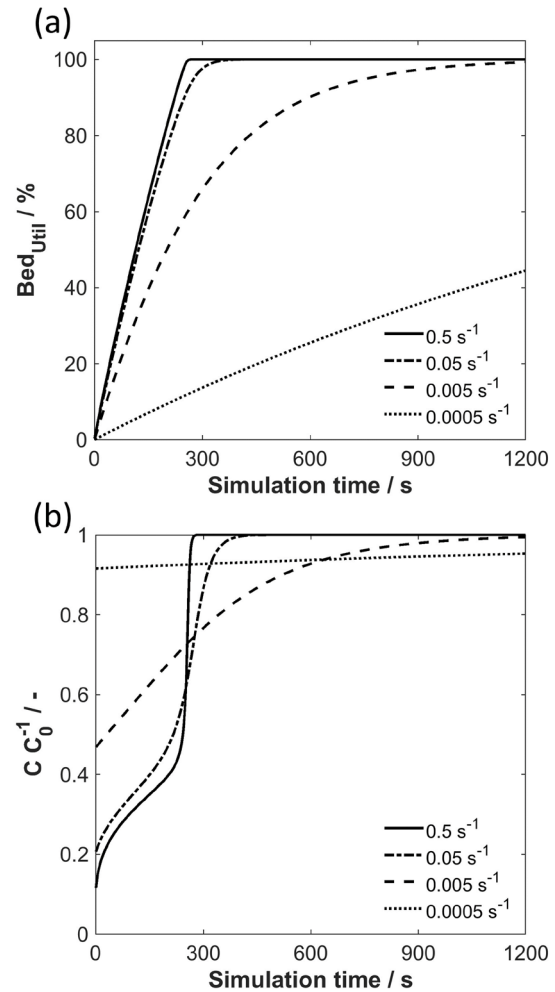 (a)
100
80
60
40
20
0
Bed_Util / %
0.5 s⁻¹
0.05 s⁻¹
0.005 s⁻¹
0.0005 s⁻¹
0 300 600 900 1200
Simulation time / s
(b)
1
0.8
0.6
0.4
0.2
0
C C₀⁻¹ / -
0.5 s⁻¹
0.05 s⁻¹
0.005 s⁻¹
0.0005 s⁻¹
0 300 600 900 1200
Simulation time / s